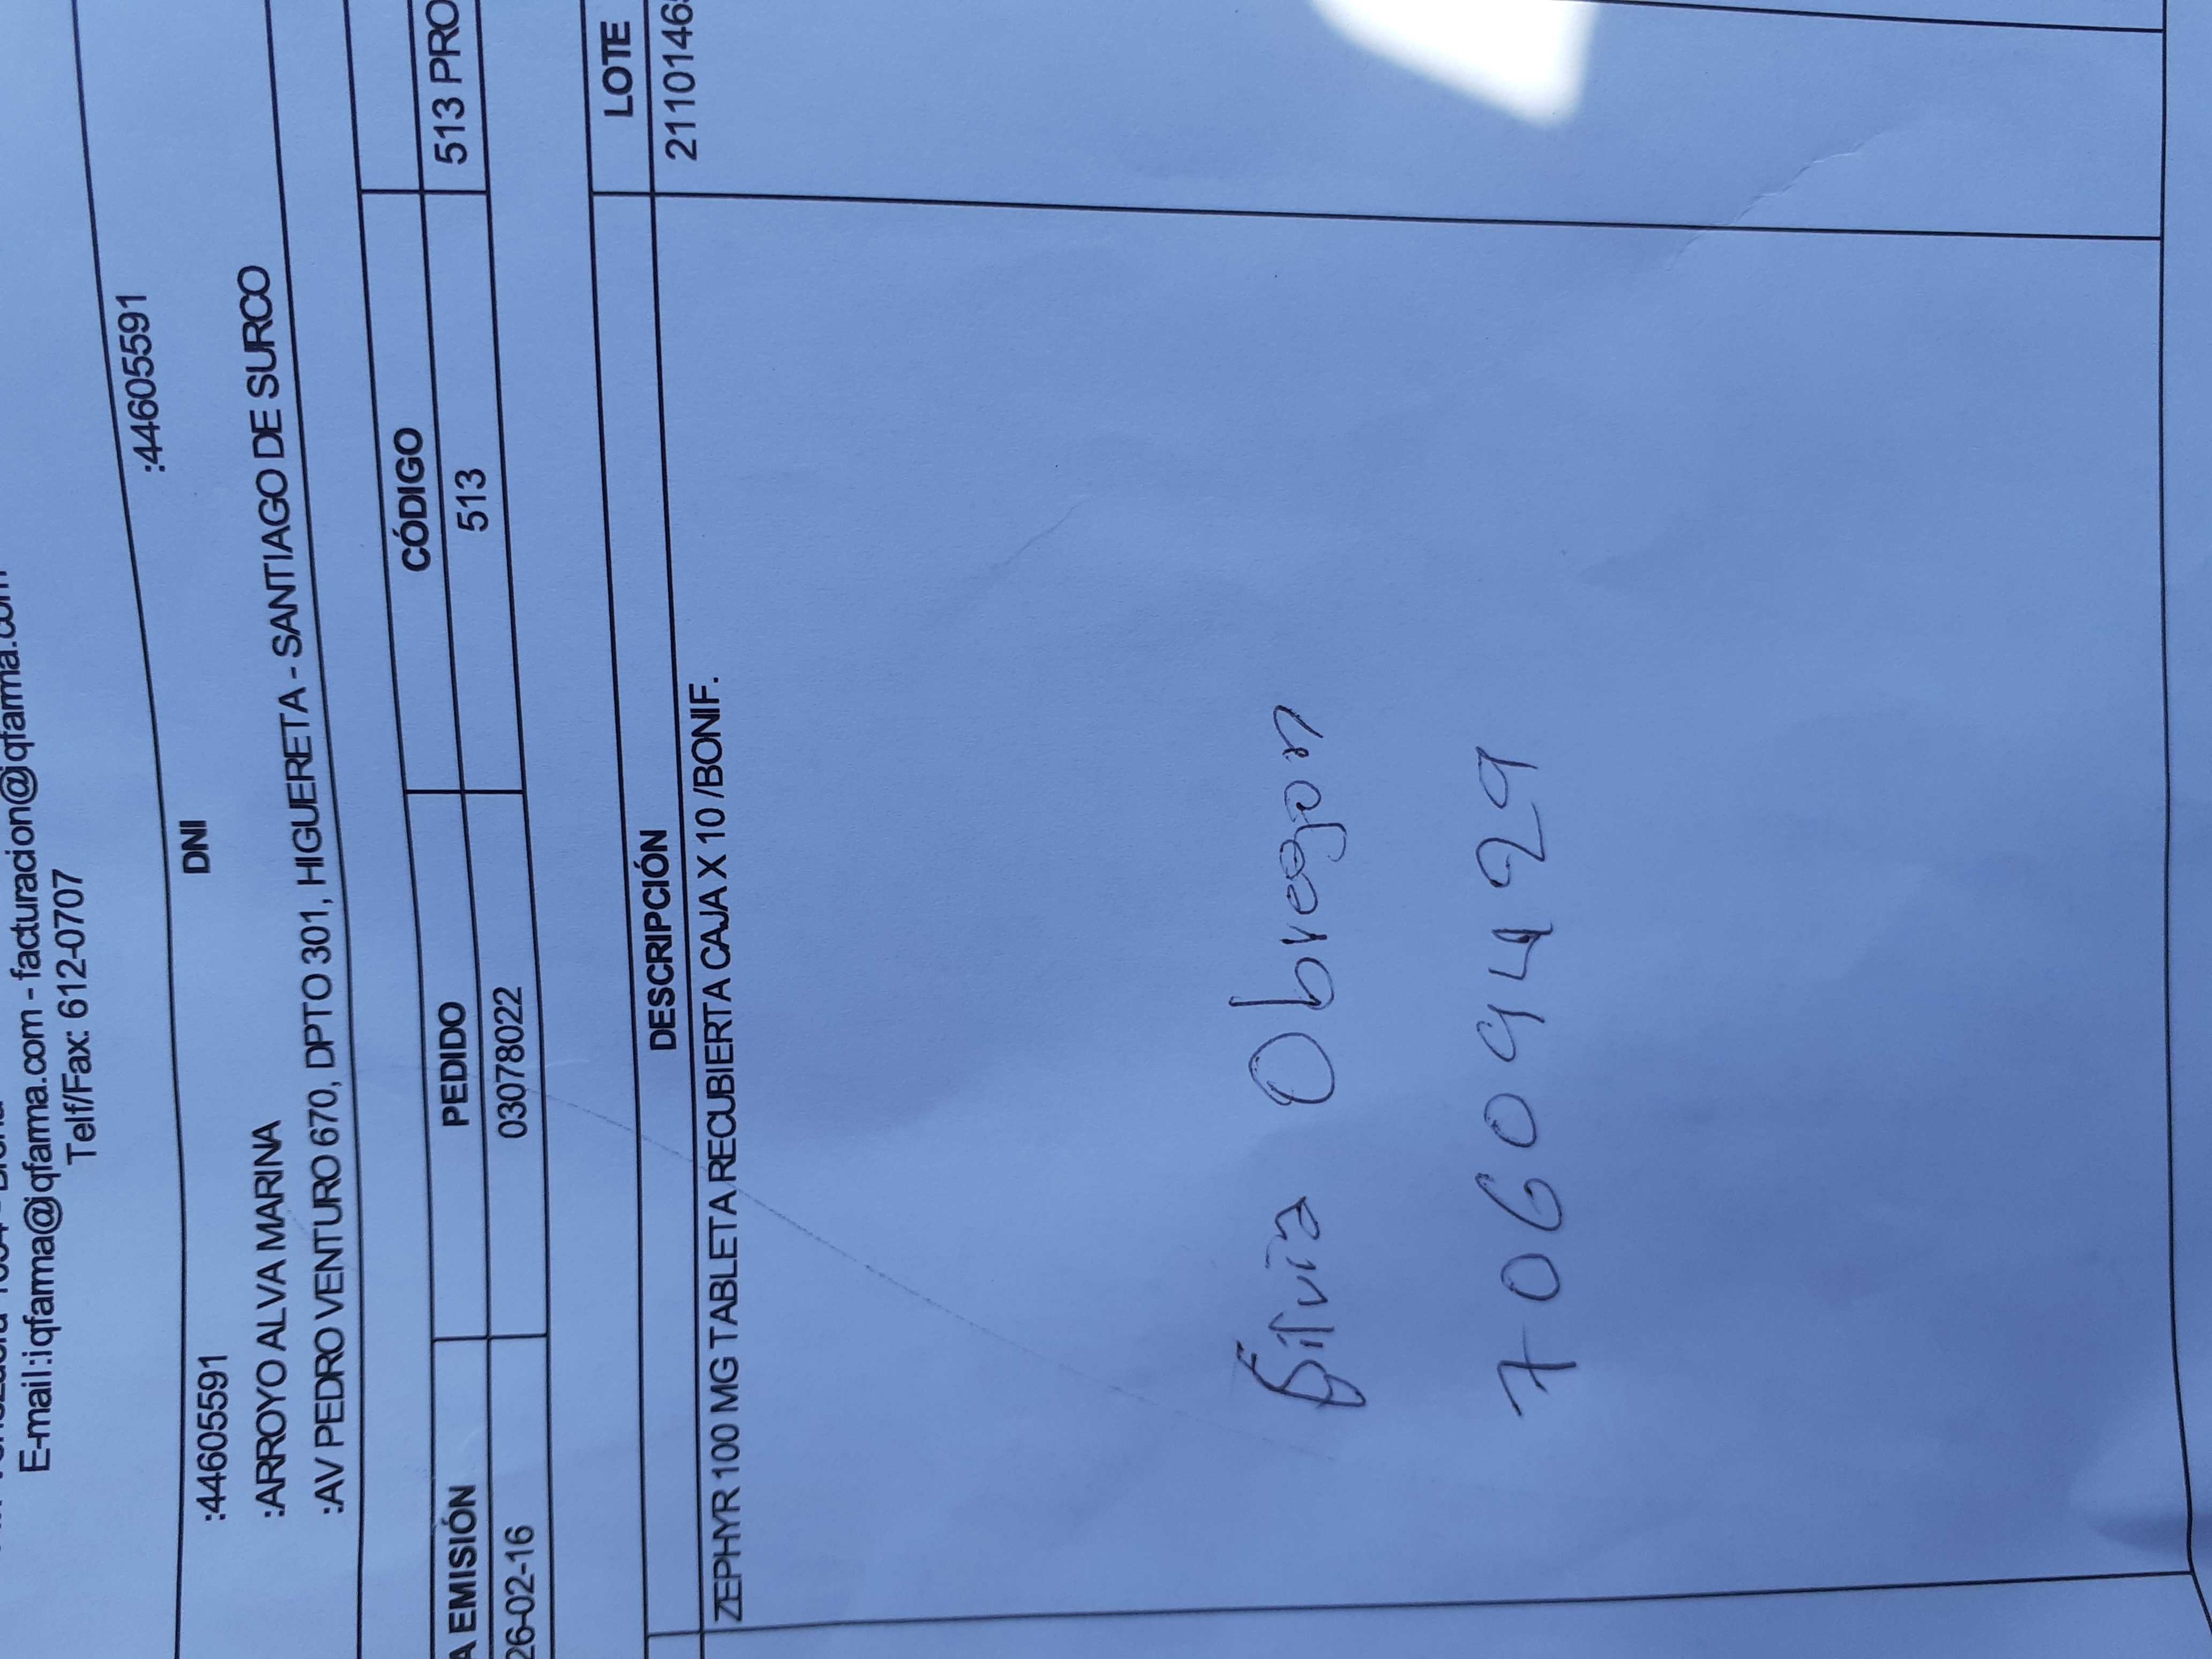 E-mail:iqfarma@iqfarma.com - facturacion@iqfarma.com
Telf/Fax: 612-0707
:44605591 DNI :44605591
:ARROYO ALVA MARINA
:AV PEDRO VENTURO 670, DPTO 301, HIGUERETA - SANTIAGO DE SURCO
A EMISIÓN PEDIDO CÓDIGO
26-02-16 03078022 513 513 PRO
DESCRIPCIÓN LOTE
ZEPHYR 100 MG TABLETA RECUBIERTA CAJA X 10 /BONIF. 21101146
Silvia Obregon
70609429